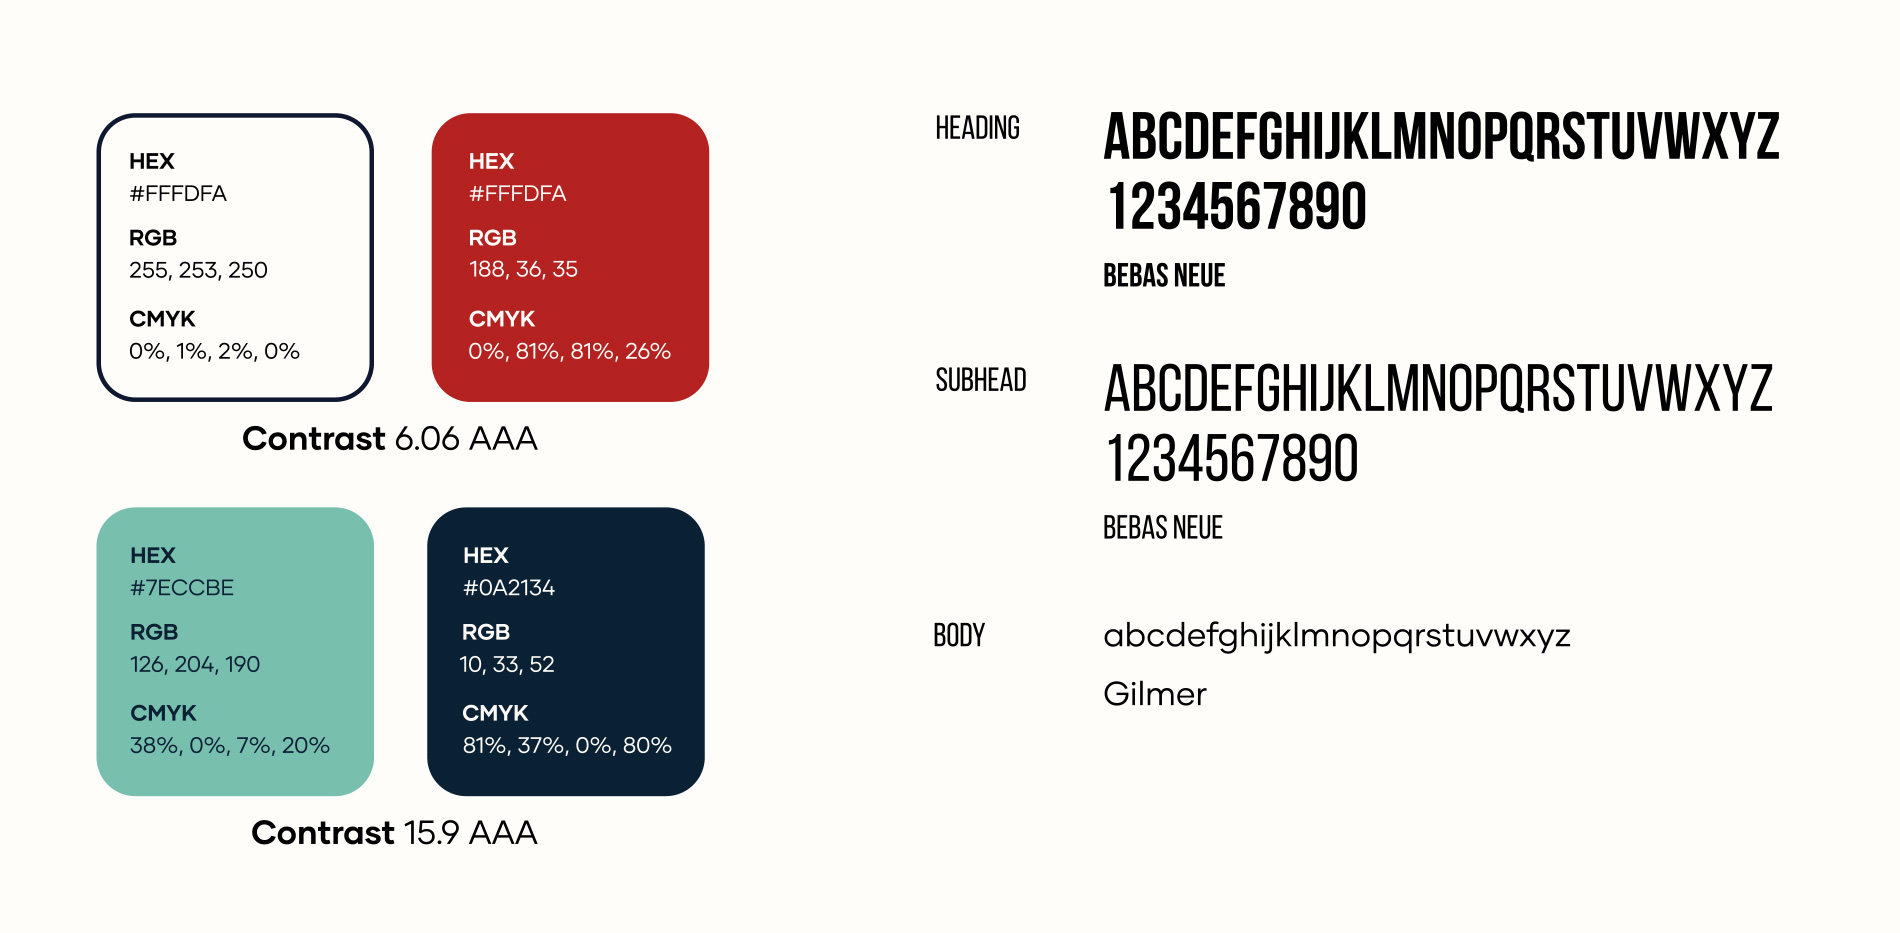 HEX
#FFFDFA
RGB
255, 253, 250
CMYK
0%, 1%, 2%, 0%
HEX
#FFFDFA
RGB
188, 36, 35
CMYK
0%, 81%, 81%, 26%
Contrast 6.06 AAA
HEX
#7ECCBE
RGB
126, 204, 190
CMYK
38%, 0%, 7%, 20%
HEX
#0A2134
RGB
10, 33, 52
CMYK
81%, 37%, 0%, 80%
Contrast 15.9 AAA
HEADING
ABCDEFGHIJKLMNOPQRSTUVWXYZ
1234567890
BEBAS NEUE
SUBHEAD
ABCDEFGHIJKLMNOPQRSTUVWXYZ
1234567890
BEBAS NEUE
BODY
abcdefghijklmnopqrstuvwxyz
Gilmer